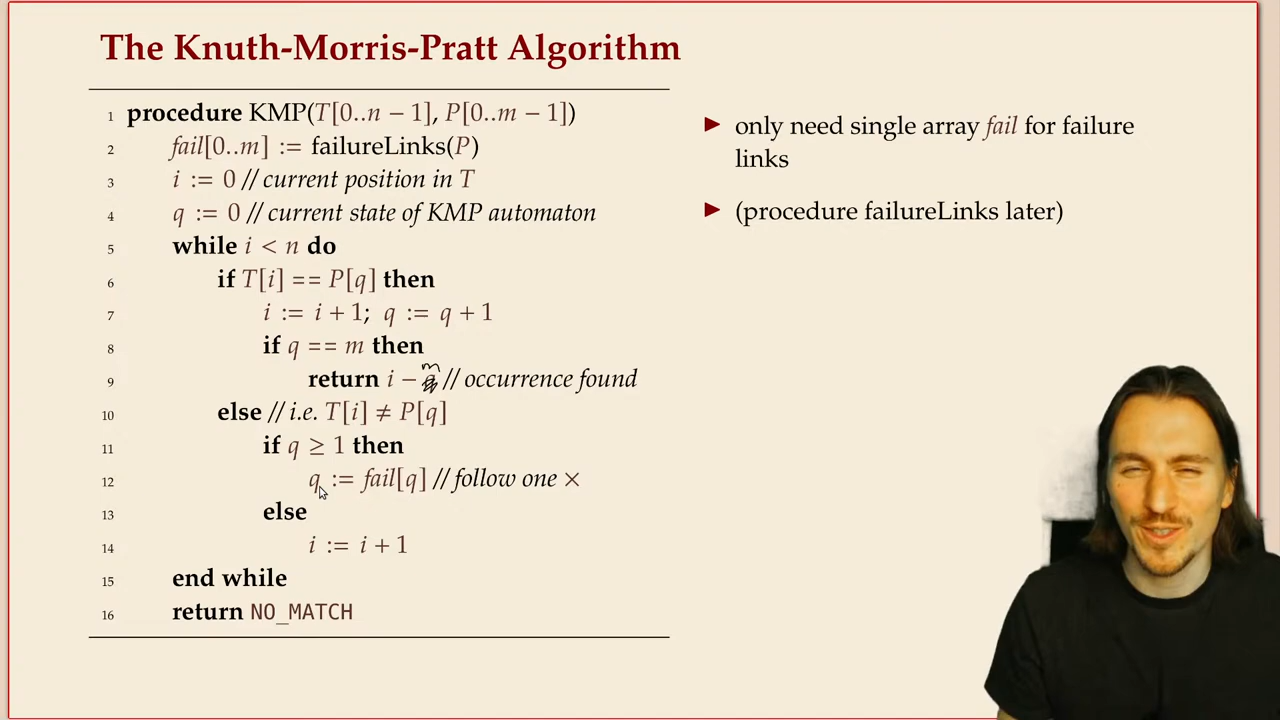 The Knuth-Morris-Pratt Algorithm
1 procedure KMP(T[0..n − 1], P[0..m − 1])
2 fail[0..m] := failureLinks(P)
3 i := 0 // current position in T
4 q := 0 // current state of KMP automaton
5 while i < n do
6 if T[i] == P[q] then
7 i := i + 1; q := q + 1
8 if q == m then
9 return i − m // occurrence found
10 else // i.e. T[i] ≠ P[q]
11 if q ≥ 1 then
12 q := fail[q] // follow one ×
13 else
14 i := i + 1
15 end while
16 return NO_MATCH
▶ only need single array fail for failure
links
▶ (procedure failureLinks later)